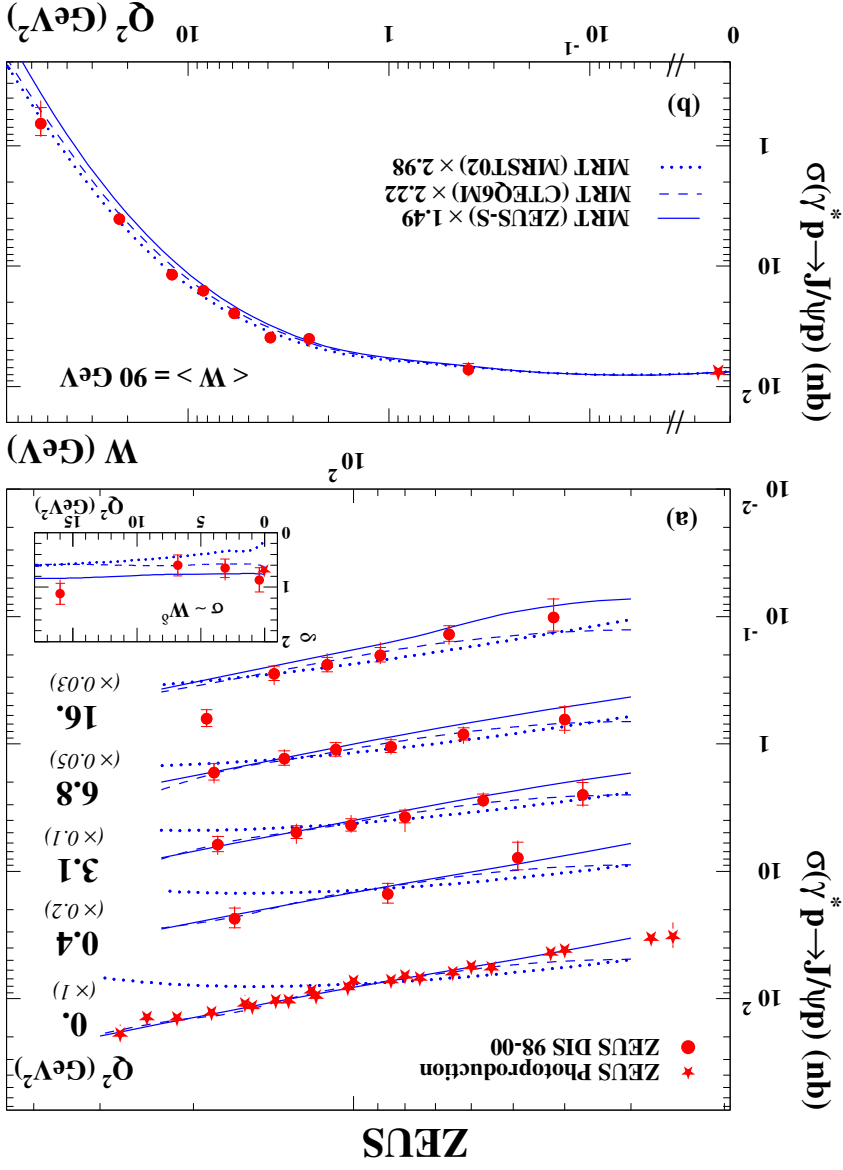 ZEUS
σ(γ* p→J/ψp) (nb)
ZEUS Photoproduction
ZEUS DIS 98-00
Q² (GeV²)
0.
(× 1)
0.4
(× 0.2)
3.1
(× 0.1)
6.8
(× 0.05)
16.
(× 0.03)
10²
10
1
10⁻¹
10⁻²
δ
2
1
0
σ ~ W^δ
0 5 10 15
Q² (GeV²)
(a)
10²
W (GeV)
σ(γ* p→J/ψp) (nb)
< W > = 90 GeV
10²
10
1
MRT (ZEUS-S) × 1.49
MRT (CTEQ6M) × 2.22
MRT (MRST02) × 2.98
(b)
0 10⁻¹ 1 10
Q² (GeV²)